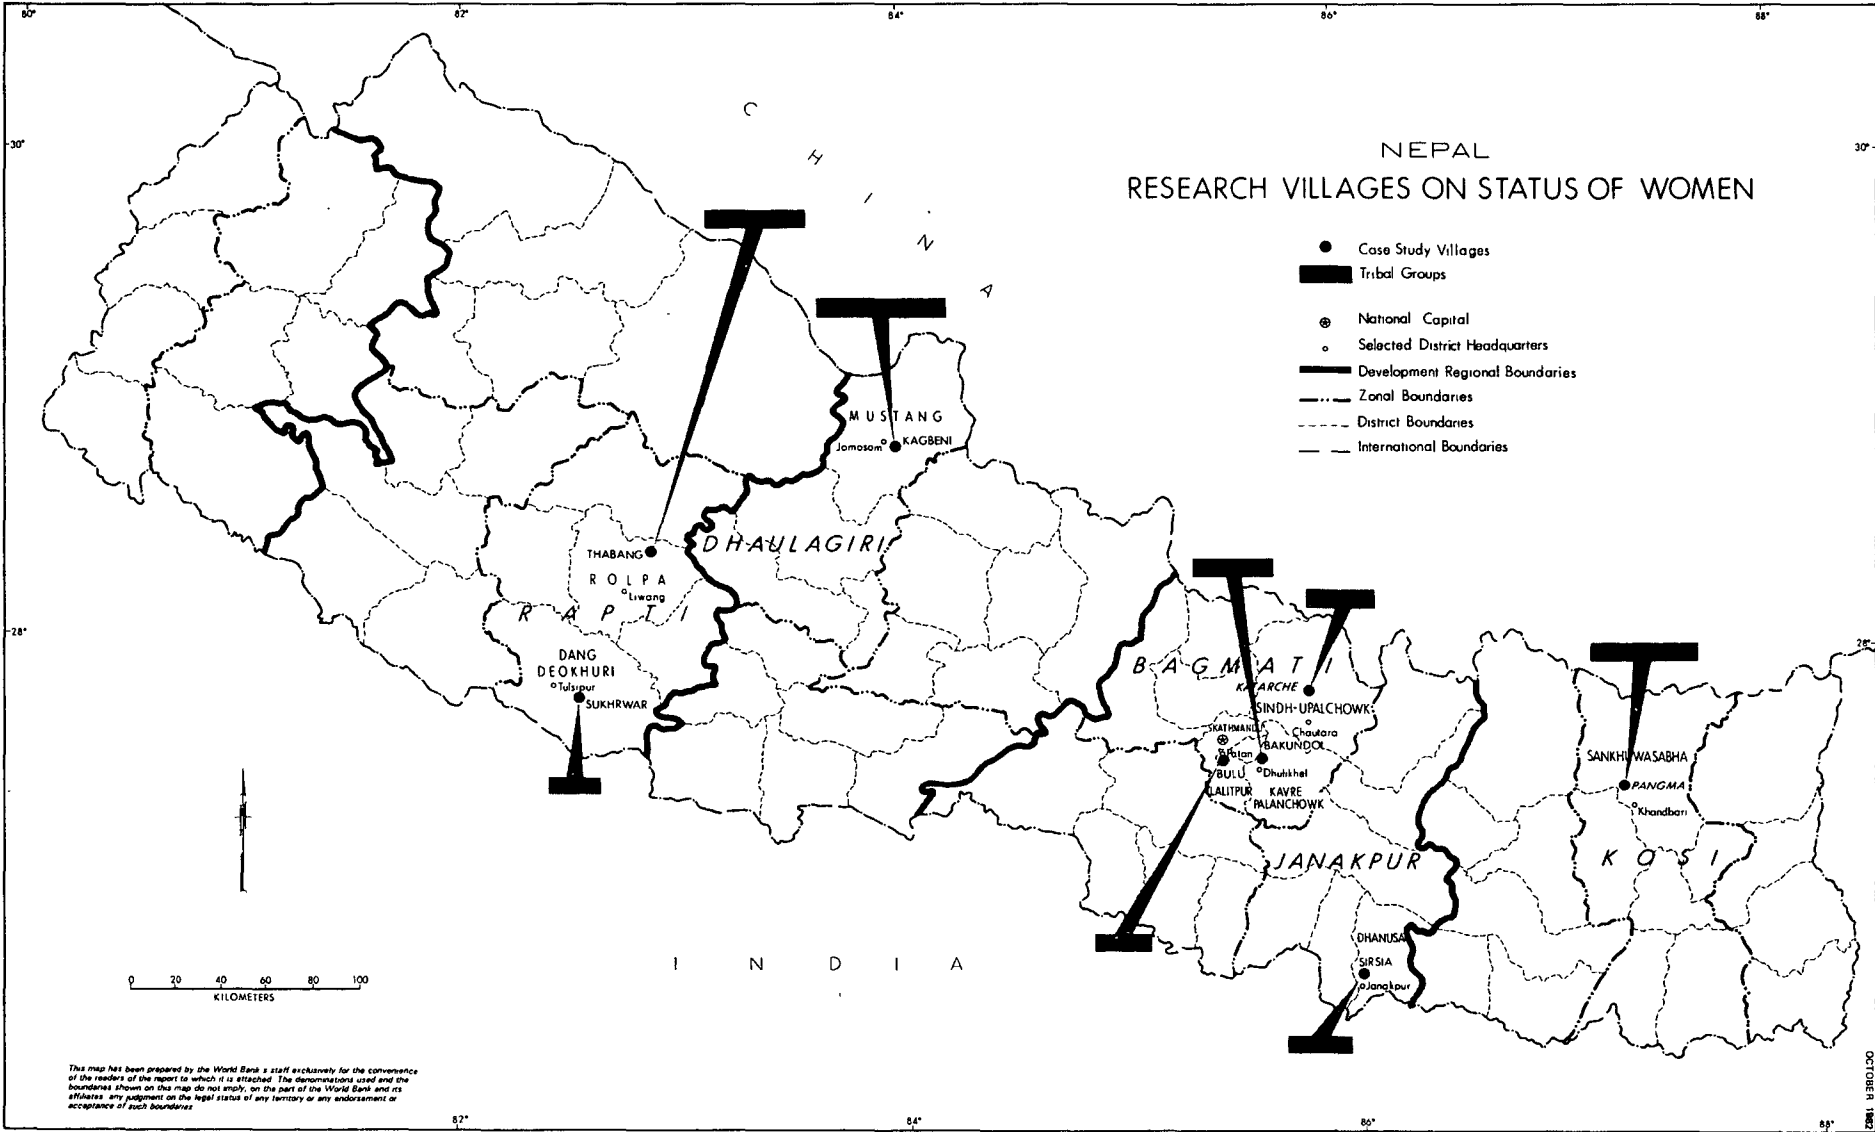 80°
82°
84°
86°
88°
30°
30°
C H I N A
NEPAL
RESEARCH VILLAGES ON STATUS OF WOMEN
Case Study Villages
Tribal Groups
National Capital
Selected District Headquarters
Development Regional Boundaries
Zonal Boundaries
District Boundaries
International Boundaries
MUSTANG
Jomosom
KAGBENI
THABANG
DHAULAGIRI
ROLPA
Liwang
RAPTI
28°
28°
DANG
DEOKHURI
Tulsipur
SUKHRWAR
BAGMATI
KATARCHE
SINDH-UPALCHOWK
Chautara
KATHMANDU
BAKUNDOL
Patan
BULU
Dhulikhel
LALITPUR
KAVRE
PALANCHOWK
SANKHUWASABHA
PANGMA
Khandbari
JANAKPUR
KOSI
DHANUSA
SIRSIA
Janakpur
INDIA
0 20 40 60 80 100
KILOMETERS
This map has been prepared by the World Bank s staff exclusively for the convenience
of the readers of the report to which it is attached The denominations used and the
boundaries shown on this map do not imply, on the part of the World Bank and its
affiliates any judgment on the legal status of any territory or any endorsement or
acceptance of such boundaries
82°
84°
86°
88°
OCTOBER